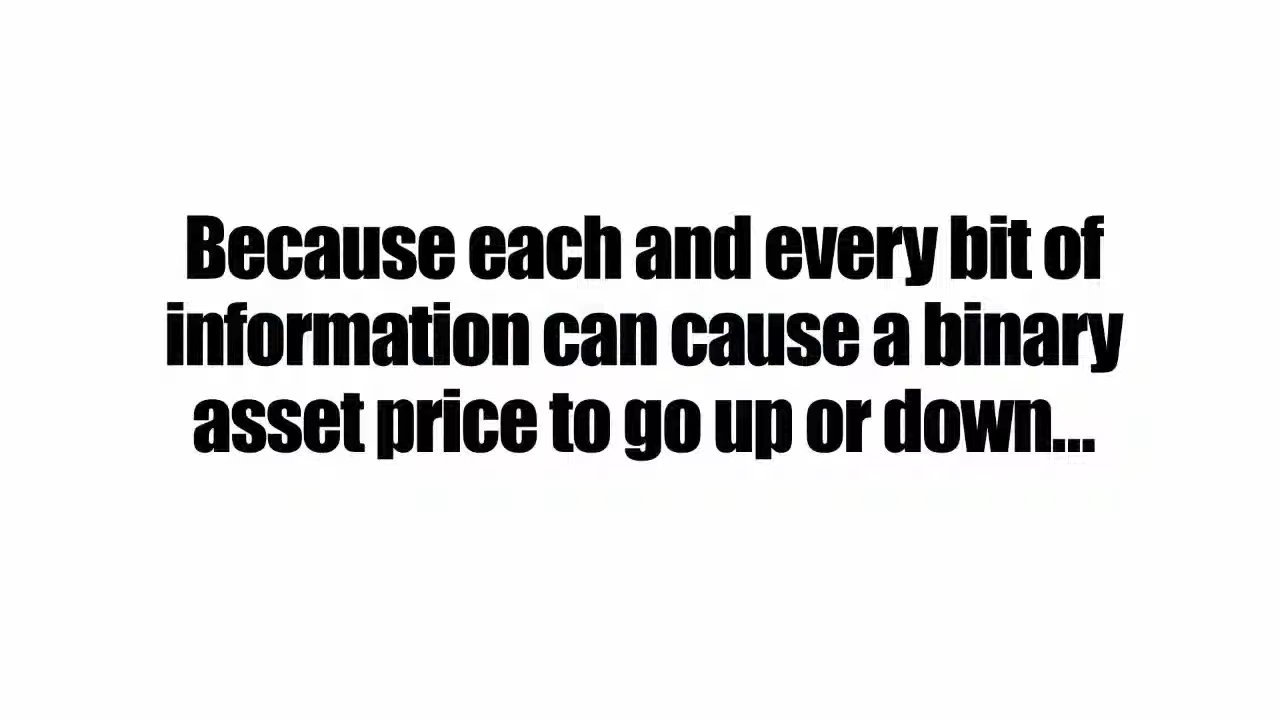 Because each and every bit of
information can cause a binary
asset price to go up or down...